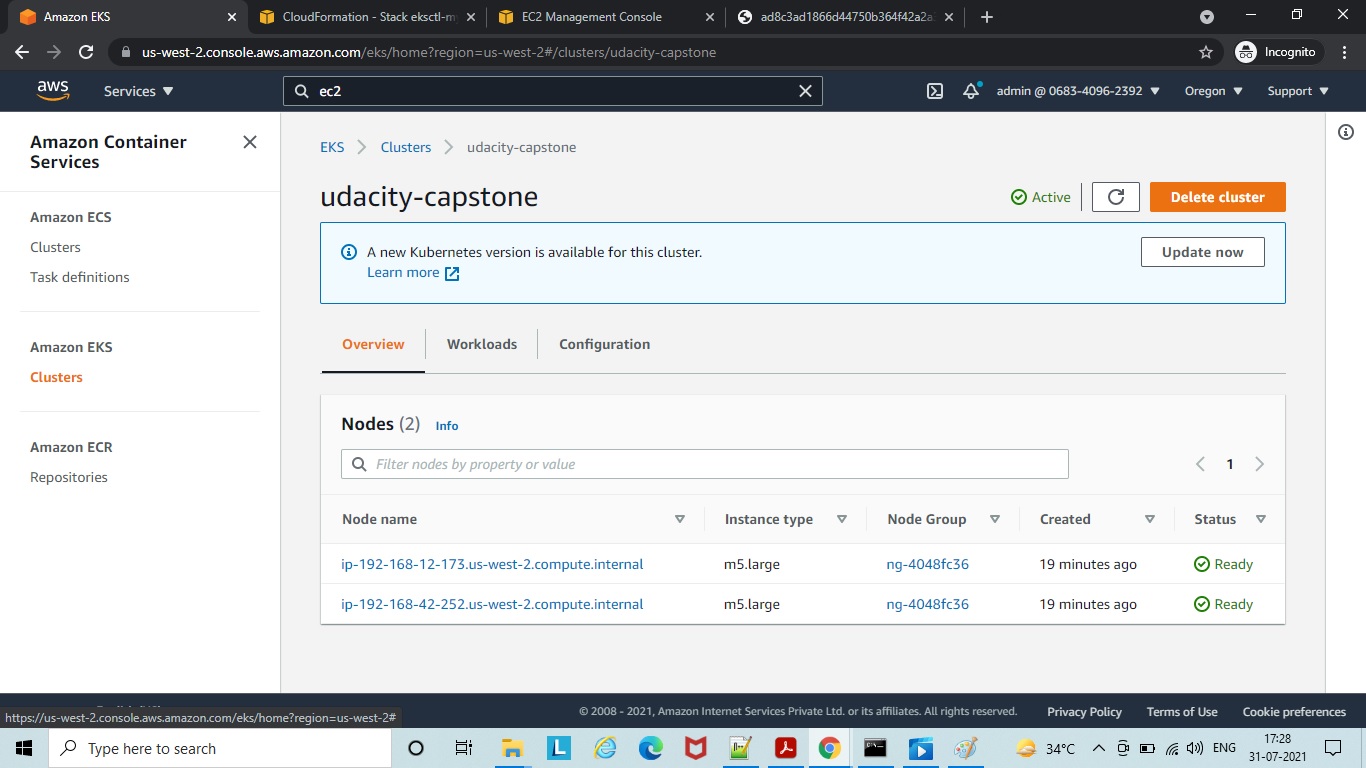 Amazon EKS
CloudFormation - Stack eksctl-my
EC2 Management Console
ad8c3ad1866d44750b364f42a2a
us-west-2.console.aws.amazon.com/eks/home?region=us-west-2#/clusters/udacity-capstone
Incognito
aws
Services
ec2
admin @ 0683-4096-2392
Oregon
Support
Amazon Container
Services
Amazon ECS
Clusters
Task definitions
Amazon EKS
Clusters
Amazon ECR
Repositories
EKS
Clusters
udacity-capstone
udacity-capstone
Active
Delete cluster
A new Kubernetes version is available for this cluster.
Learn more
Update now
Overview
Workloads
Configuration
Nodes (2)
Info
Filter nodes by property or value
1
Node name
Instance type
Node Group
Created
Status
ip-192-168-12-173.us-west-2.compute.internal
m5.large
ng-4048fc36
19 minutes ago
Ready
ip-192-168-42-252.us-west-2.compute.internal
m5.large
ng-4048fc36
19 minutes ago
Ready
https://us-west-2.console.aws.amazon.com/eks/home?region=us-west-2#
© 2008 - 2021, Amazon Internet Services Private Ltd. or its affiliates. All rights reserved.
Privacy Policy
Terms of Use
Cookie preferences
Type here to search
L
34°C
ENG
17:28
31-07-2021